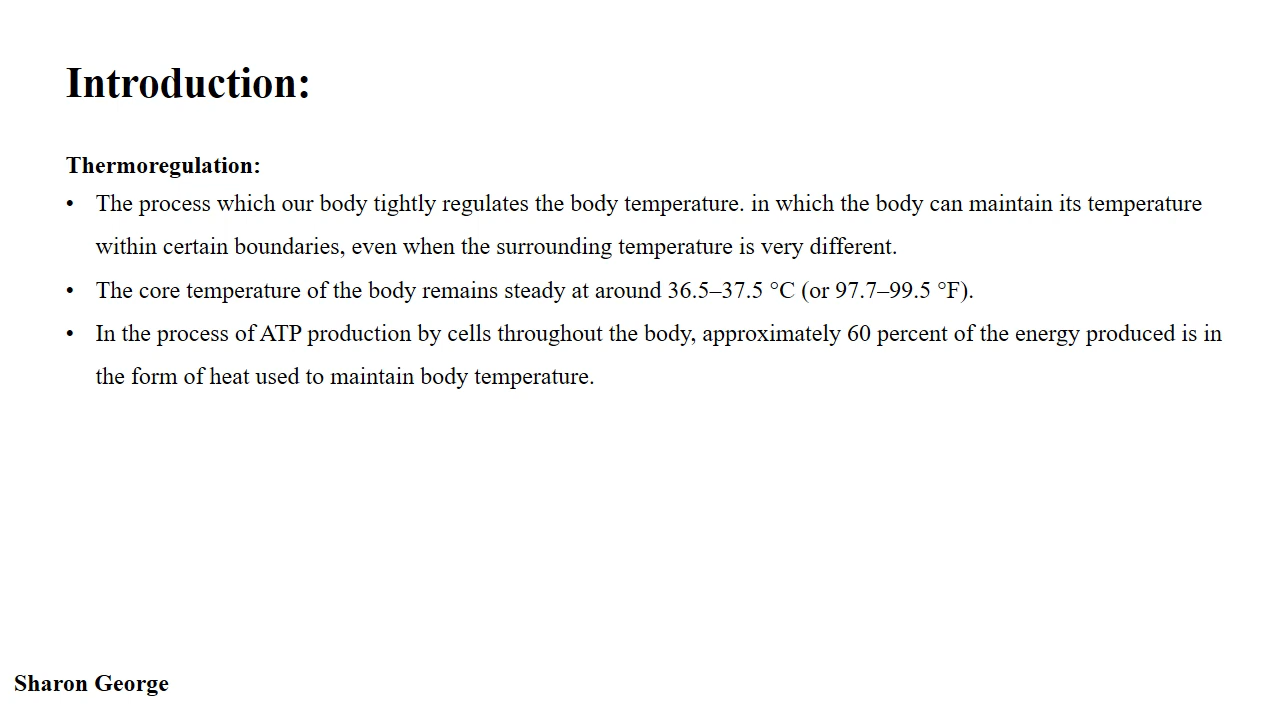 Introduction:
Thermoregulation:
• The process which our body tightly regulates the body temperature. in which the body can maintain its temperature
within certain boundaries, even when the surrounding temperature is very different.
• The core temperature of the body remains steady at around 36.5–37.5 °C (or 97.7–99.5 °F).
• In the process of ATP production by cells throughout the body, approximately 60 percent of the energy produced is in
the form of heat used to maintain body temperature.
Sharon George